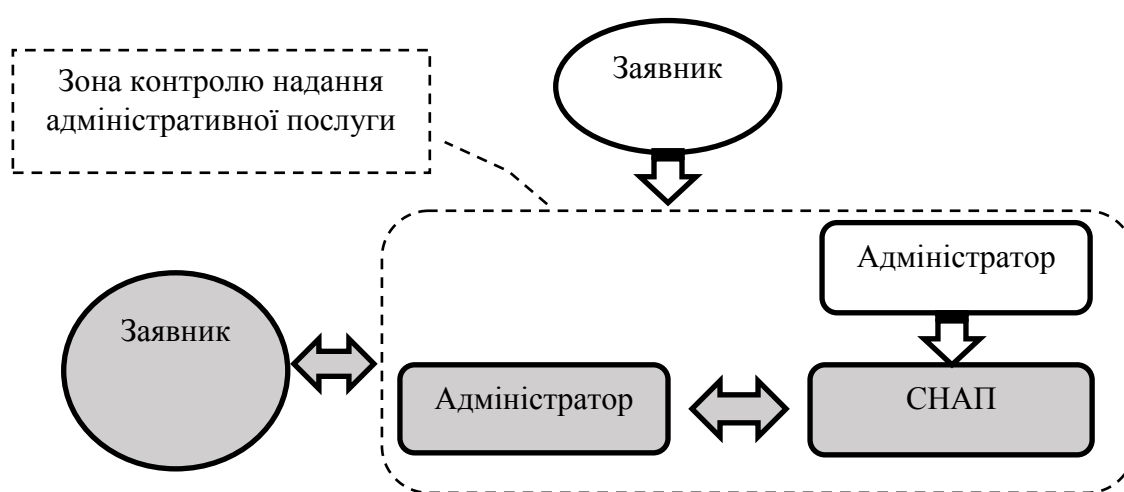 Зона контролю надання
адміністративної послуги
Заявник
Адміністратор
Заявник
Адміністратор
СНАП